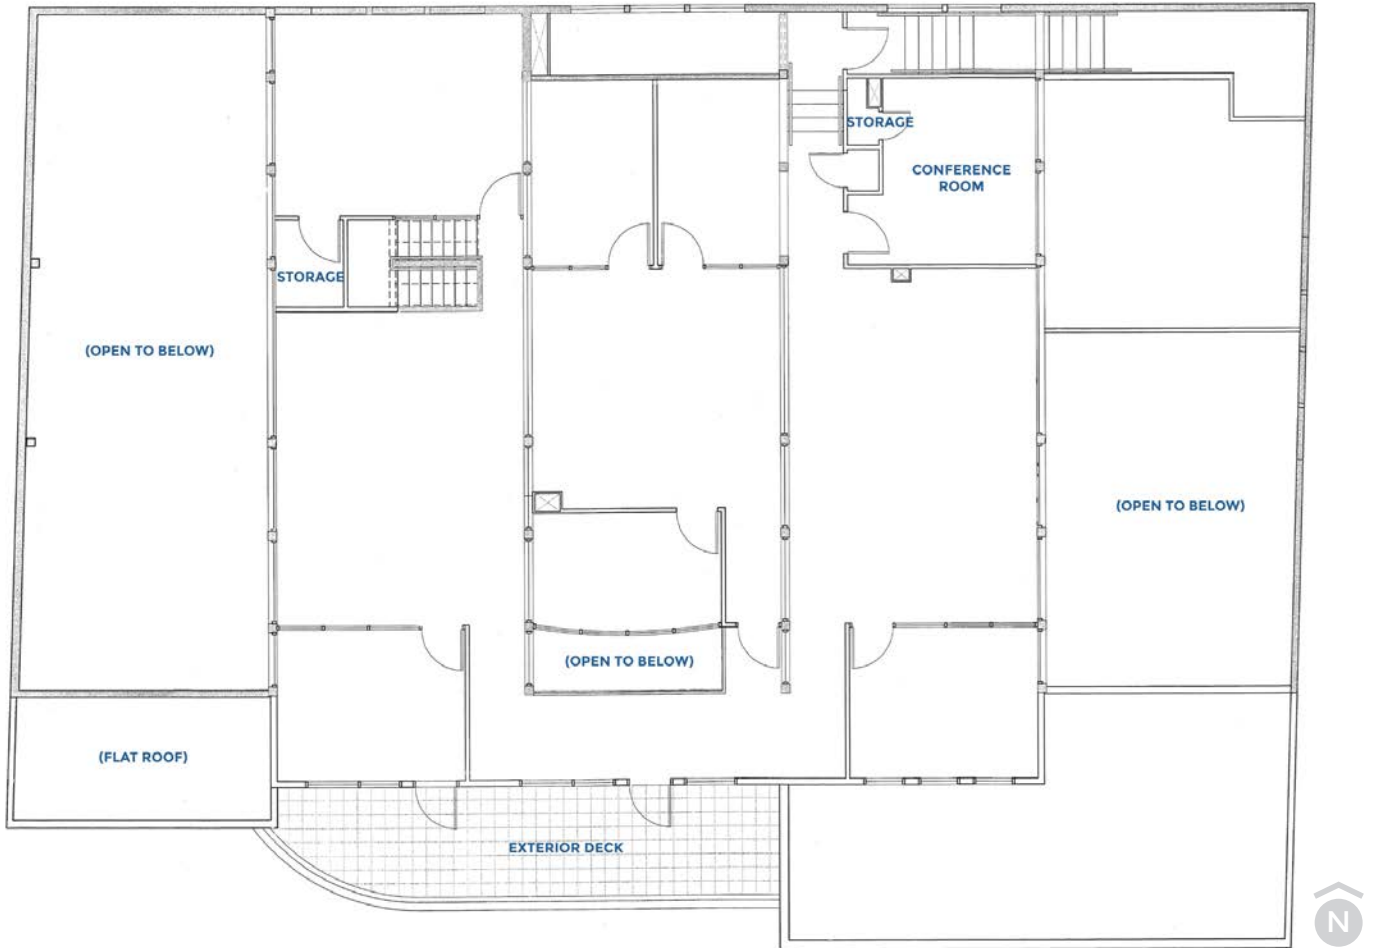 STORAGE
CONFERENCE
ROOM
STORAGE
(OPEN TO BELOW)
(OPEN TO BELOW)
(OPEN TO BELOW)
(FLAT ROOF)
EXTERIOR DECK
N